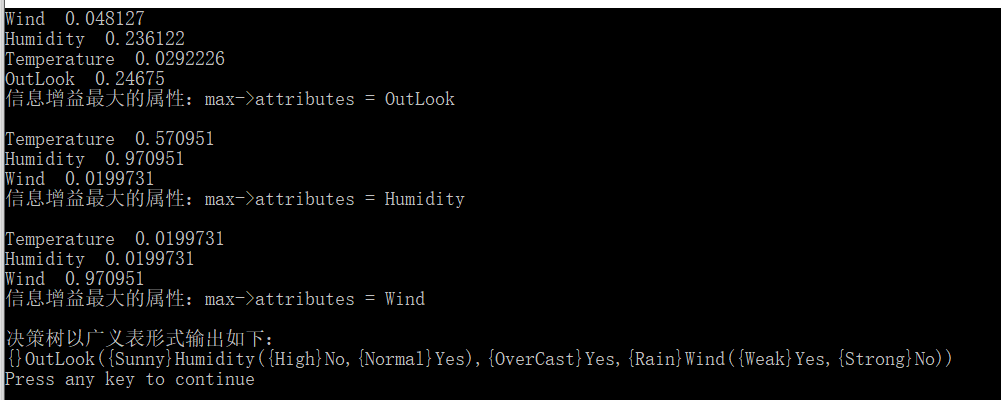 Wind  0.048127
Humidity  0.236122
Temperature  0.0292226
OutLook  0.24675
信息增益最大的属性：max->attributes = OutLook
Temperature  0.570951
Humidity  0.970951
Wind  0.0199731
信息增益最大的属性：max->attributes = Humidity
Temperature  0.0199731
Humidity  0.0199731
Wind  0.970951
信息增益最大的属性：max->attributes = Wind
决策树以广义表形式输出如下：
{}OutLook({Sunny}Humidity({High}No,{Normal}Yes),{OverCast}Yes,{Rain}Wind({Weak}Yes,{Strong}No))
Press any key to continue